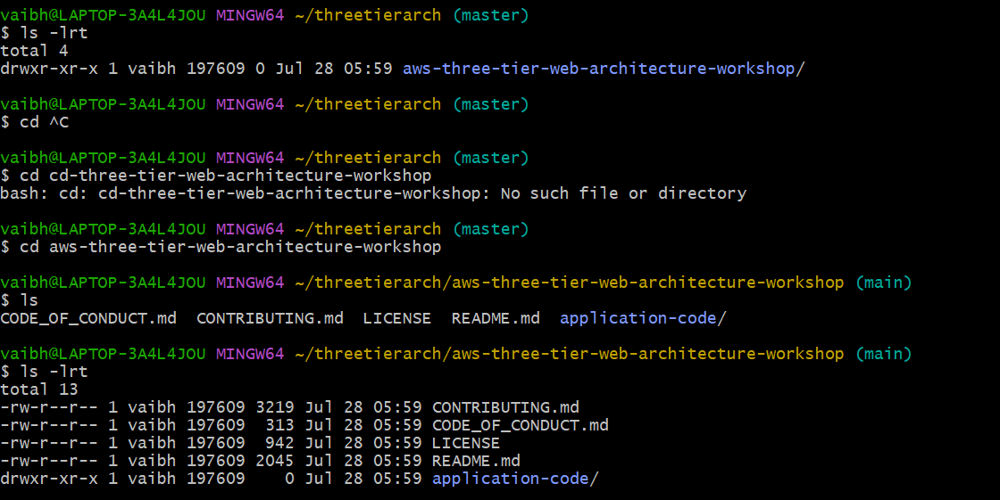 vaibh@LAPTOP-3A4L4JOU MINGW64 ~/threetierarch (master)
$ ls -lrt
total 4
drwxr-xr-x 1 vaibh 197609 0 Jul 28 05:59 aws-three-tier-web-architecture-workshop/
vaibh@LAPTOP-3A4L4JOU MINGW64 ~/threetierarch (master)
$ cd ^C
vaibh@LAPTOP-3A4L4JOU MINGW64 ~/threetierarch (master)
$ cd cd-three-tier-web-acrhitecture-workshop
bash: cd: cd-three-tier-web-acrhitecture-workshop: No such file or directory
vaibh@LAPTOP-3A4L4JOU MINGW64 ~/threetierarch (master)
$ cd aws-three-tier-web-architecture-workshop
vaibh@LAPTOP-3A4L4JOU MINGW64 ~/threetierarch/aws-three-tier-web-architecture-workshop (main)
$ ls
CODE_OF_CONDUCT.md  CONTRIBUTING.md  LICENSE  README.md  application-code/
vaibh@LAPTOP-3A4L4JOU MINGW64 ~/threetierarch/aws-three-tier-web-architecture-workshop (main)
$ ls -lrt
total 13
-rw-r--r-- 1 vaibh 197609 3219 Jul 28 05:59 CONTRIBUTING.md
-rw-r--r-- 1 vaibh 197609  313 Jul 28 05:59 CODE_OF_CONDUCT.md
-rw-r--r-- 1 vaibh 197609  942 Jul 28 05:59 LICENSE
-rw-r--r-- 1 vaibh 197609 2045 Jul 28 05:59 README.md
drwxr-xr-x 1 vaibh 197609    0 Jul 28 05:59 application-code/